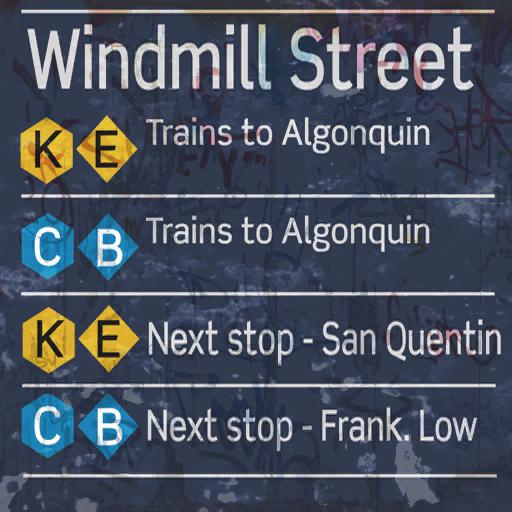 Windmill Street
K E Trains to Algonquin
C B Trains to Algonquin
K E Next stop - San Quentin
C B Next stop - Frank. Low